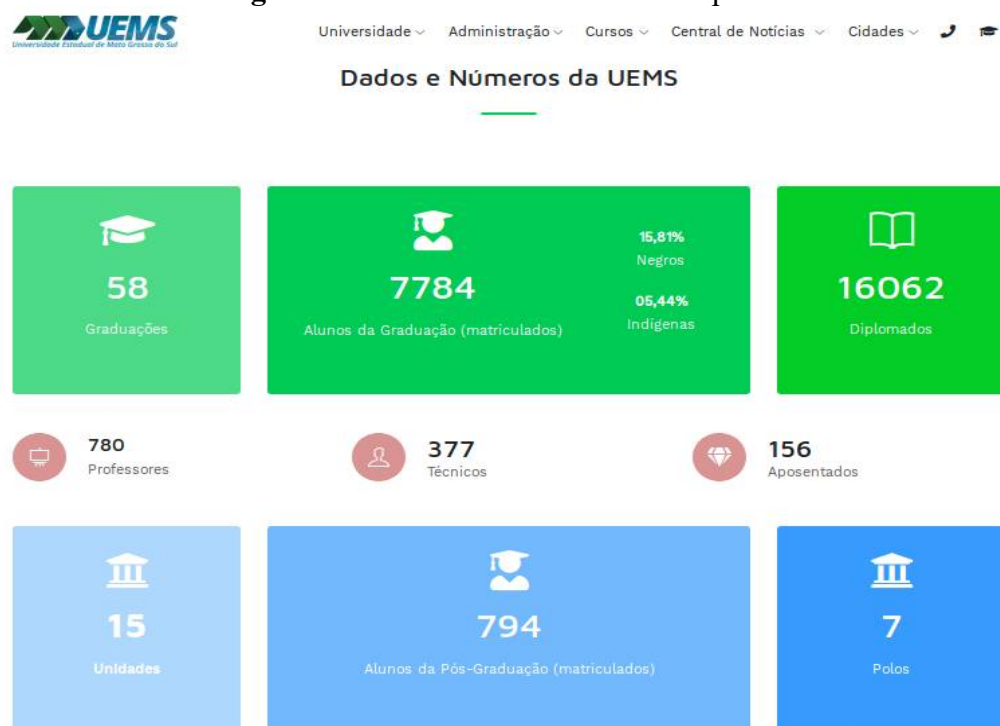 UEMS
Universidade Estadual de Mato Grosso do Sul
Universidade Administração Cursos Central de Notícias Cidades
Dados e Números da UEMS
58
Graduações
7784
Alunos da Graduação (matriculados)
15,81%
Negros
05,44%
Indígenas
16062
Diplomados
780
Professores
377
Técnicos
156
Aposentados
15
Unidades
794
Alunos da Pós-Graduação (matriculados)
7
Polos